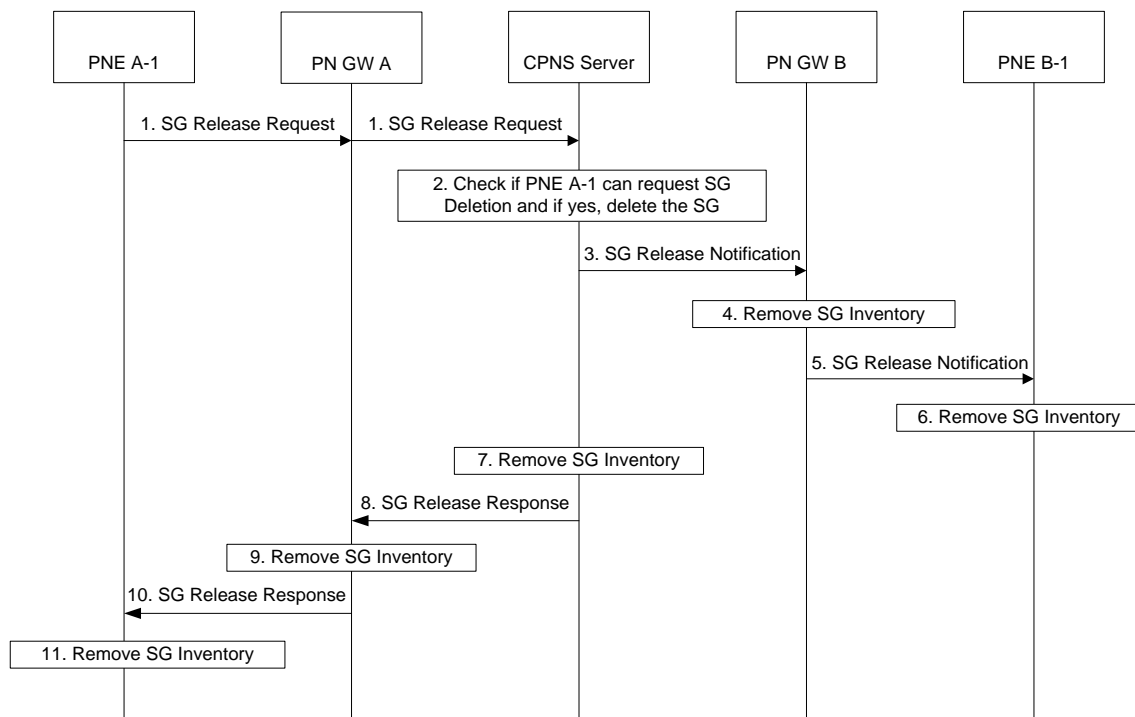 PNE A-1
PN GW A
CPNS Server
PN GW B
PNE B-1
1. SG Release Request
1. SG Release Request
2. Check if PNE A-1 can request SG
Deletion and if yes, delete the SG
3. SG Release Notification
4. Remove SG Inventory
5. SG Release Notification
6. Remove SG Inventory
7. Remove SG Inventory
8. SG Release Response
9. Remove SG Inventory
10. SG Release Response
11. Remove SG Inventory